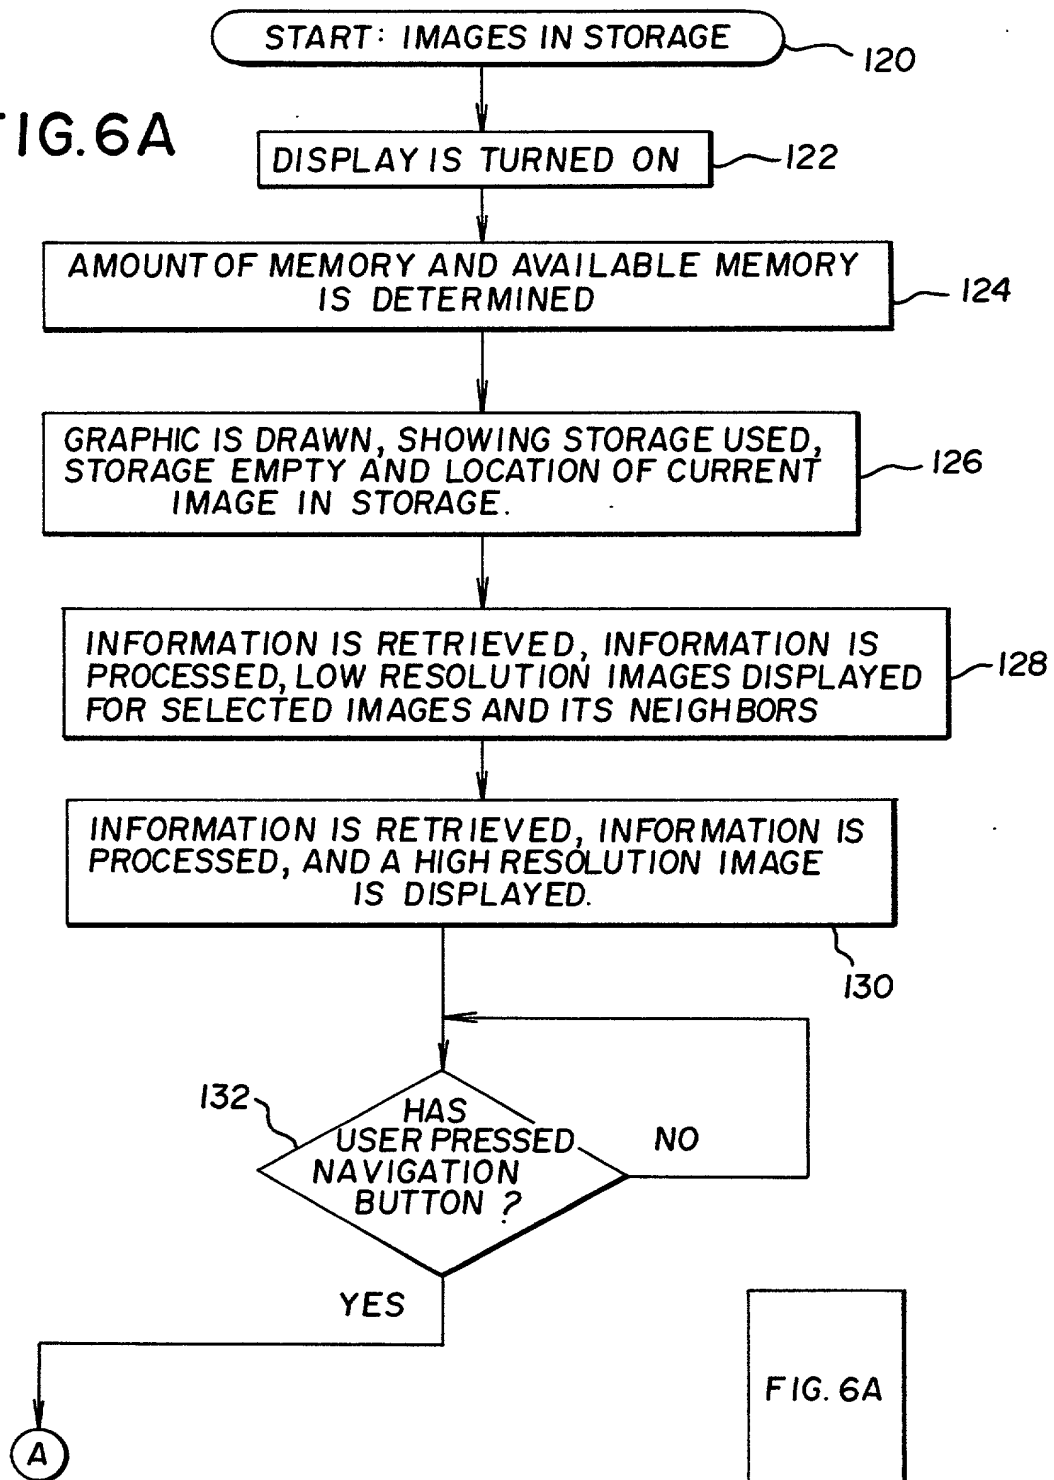 START: IMAGES IN STORAGE
120
FIG.6A
DISPLAY IS TURNED ON
122
AMOUNT OF MEMORY AND AVAILABLE MEMORY
IS DETERMINED
124
GRAPHIC IS DRAWN, SHOWING STORAGE USED,
STORAGE EMPTY AND LOCATION OF CURRENT
IMAGE IN STORAGE.
126
INFORMATION IS RETRIEVED, INFORMATION IS
PROCESSED, LOW RESOLUTION IMAGES DISPLAYED
FOR SELECTED IMAGES AND ITS NEIGHBORS
128
INFORMATION IS RETRIEVED, INFORMATION IS
PROCESSED, AND A HIGH RESOLUTION IMAGE
IS DISPLAYED.
130
132
HAS
USER PRESSED
NAVIGATION
BUTTON ?
NO
YES
FIG. 6A
A